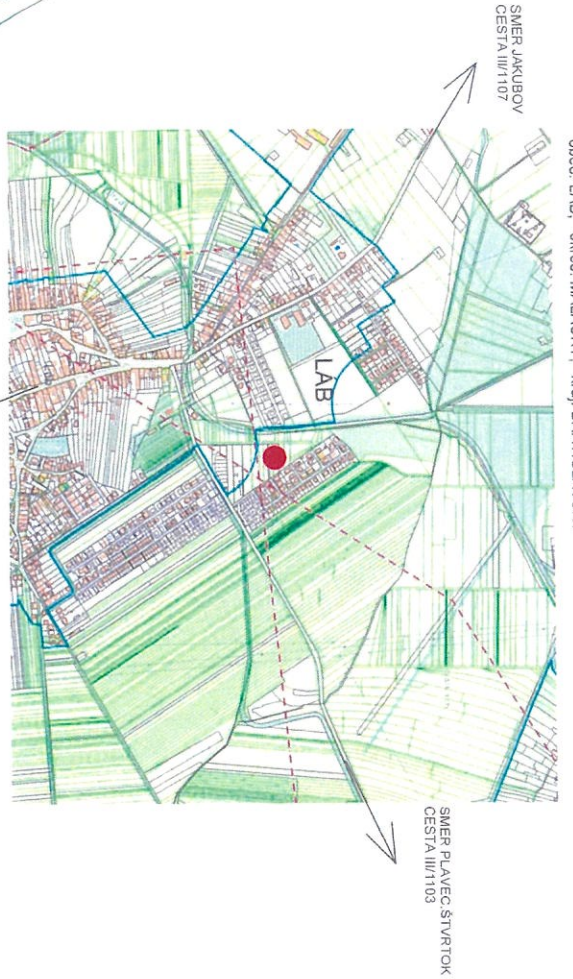 SMER JAKUBOV
CESTA III/1107
LAB
SMER PLAVEC.ŠTVRTOK
CESTA III/1103